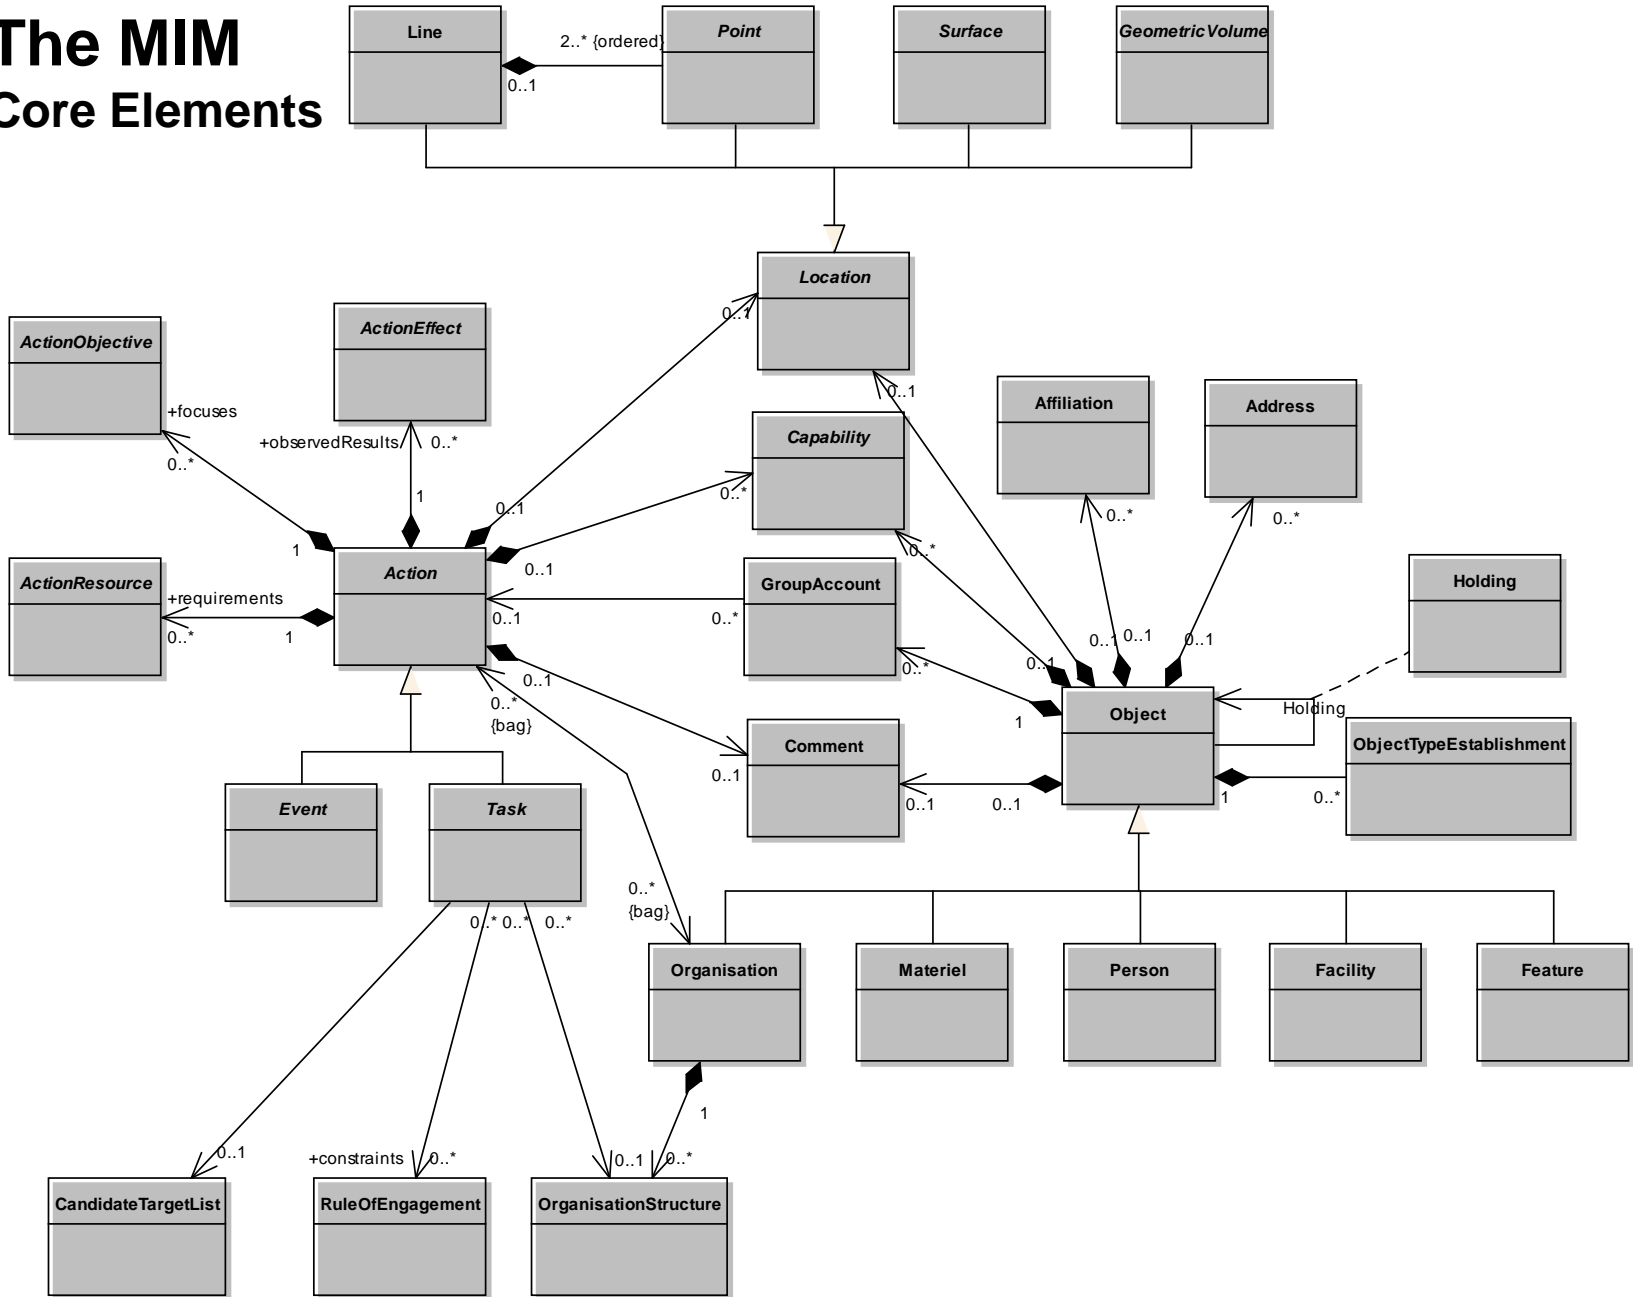 The MIM
Core Elements
Line
2..* {ordered}
0..1
Point
Surface
GeometricVolume
Location
0..1
0..1
ActionObjective
ActionEffect
+focuses
0..*
+observedResults
0..*
1
1
0..1
Capability
0..*
0..*
Affiliation
0..*
Address
0..*
ActionResource
+requirements
0..*
1
Action
0..1
0..1
0..*
GroupAccount
0..*
0..1
0..1
0..1
0..1
Holding
Holding
0..1
0..*
{bag}
1
Object
Comment
0..1
0..1
0..1
ObjectTypeEstablishment
1
0..*
Event
Task
0..*
{bag}
0..*
0..*
0..*
Organisation
Materiel
Person
Facility
Feature
1
0..1
+constraints
0..*
0..1
0..*
CandidateTargetList
RuleOfEngagement
OrganisationStructure